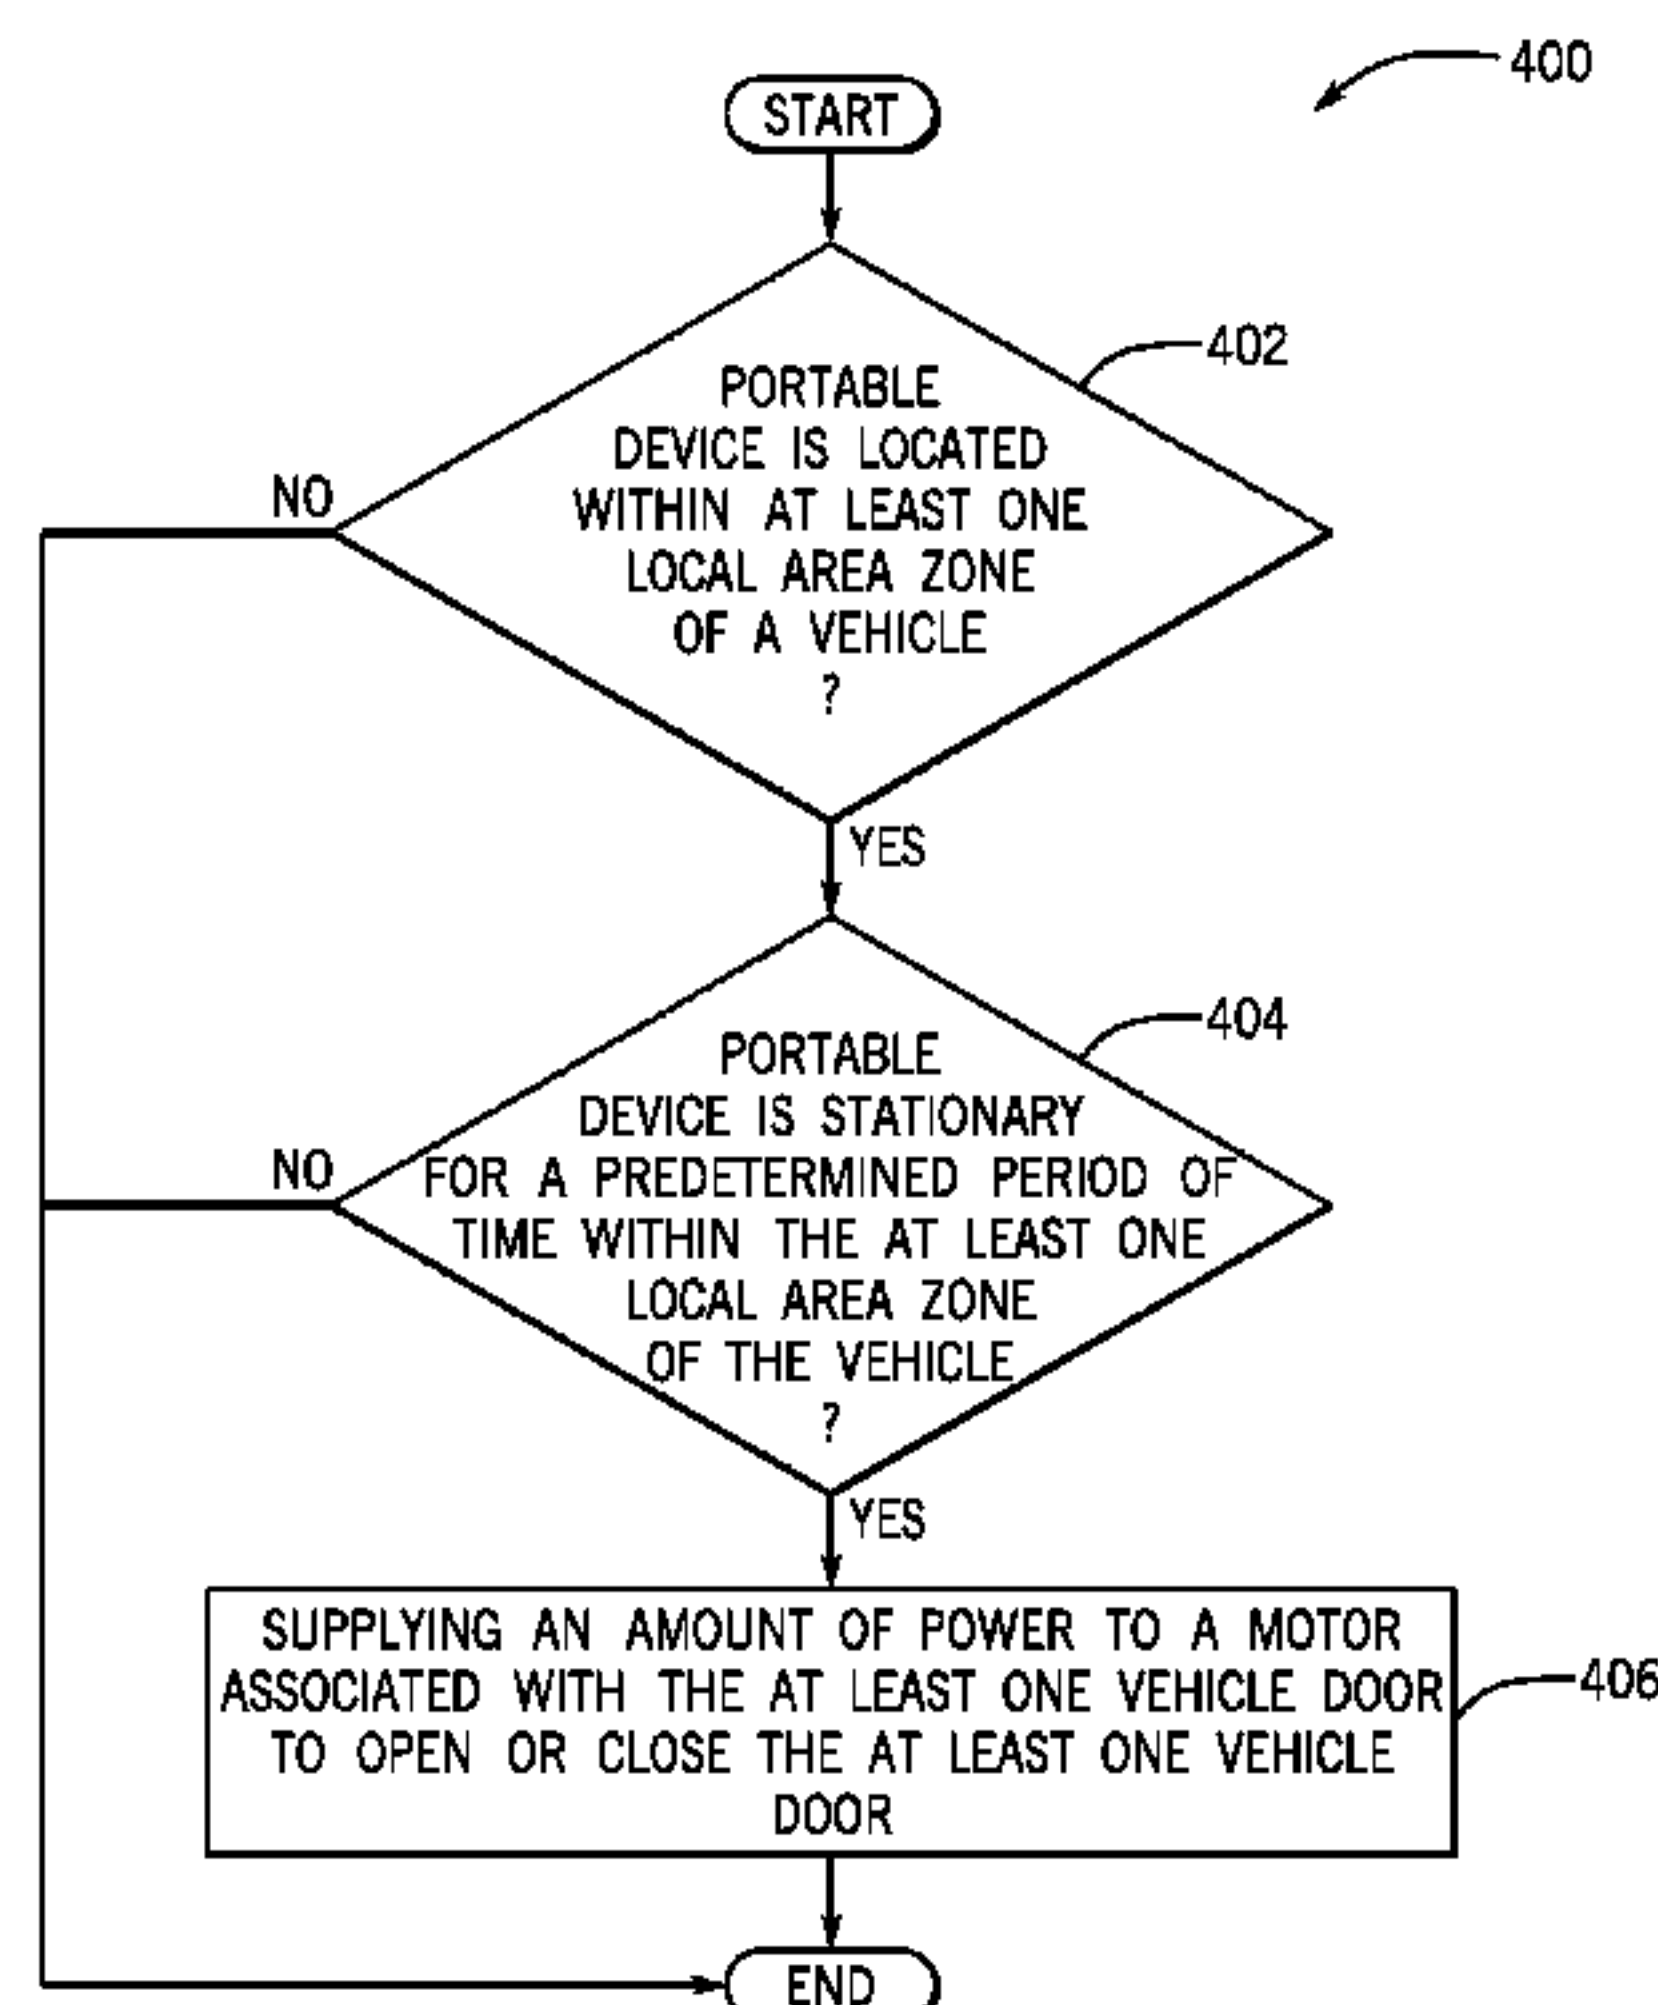 400
START
402
PORTABLE
DEVICE IS LOCATED
WITHIN AT LEAST ONE
LOCAL AREA ZONE
OF A VEHICLE
?
NO
YES
404
PORTABLE
DEVICE IS STATIONARY
FOR A PREDETERMINED PERIOD OF
TIME WITHIN THE AT LEAST ONE
LOCAL AREA ZONE
OF THE VEHICLE
?
NO
YES
SUPPLYING AN AMOUNT OF POWER TO A MOTOR
ASSOCIATED WITH THE AT LEAST ONE VEHICLE DOOR
TO OPEN OR CLOSE THE AT LEAST ONE VEHICLE
DOOR
406
END